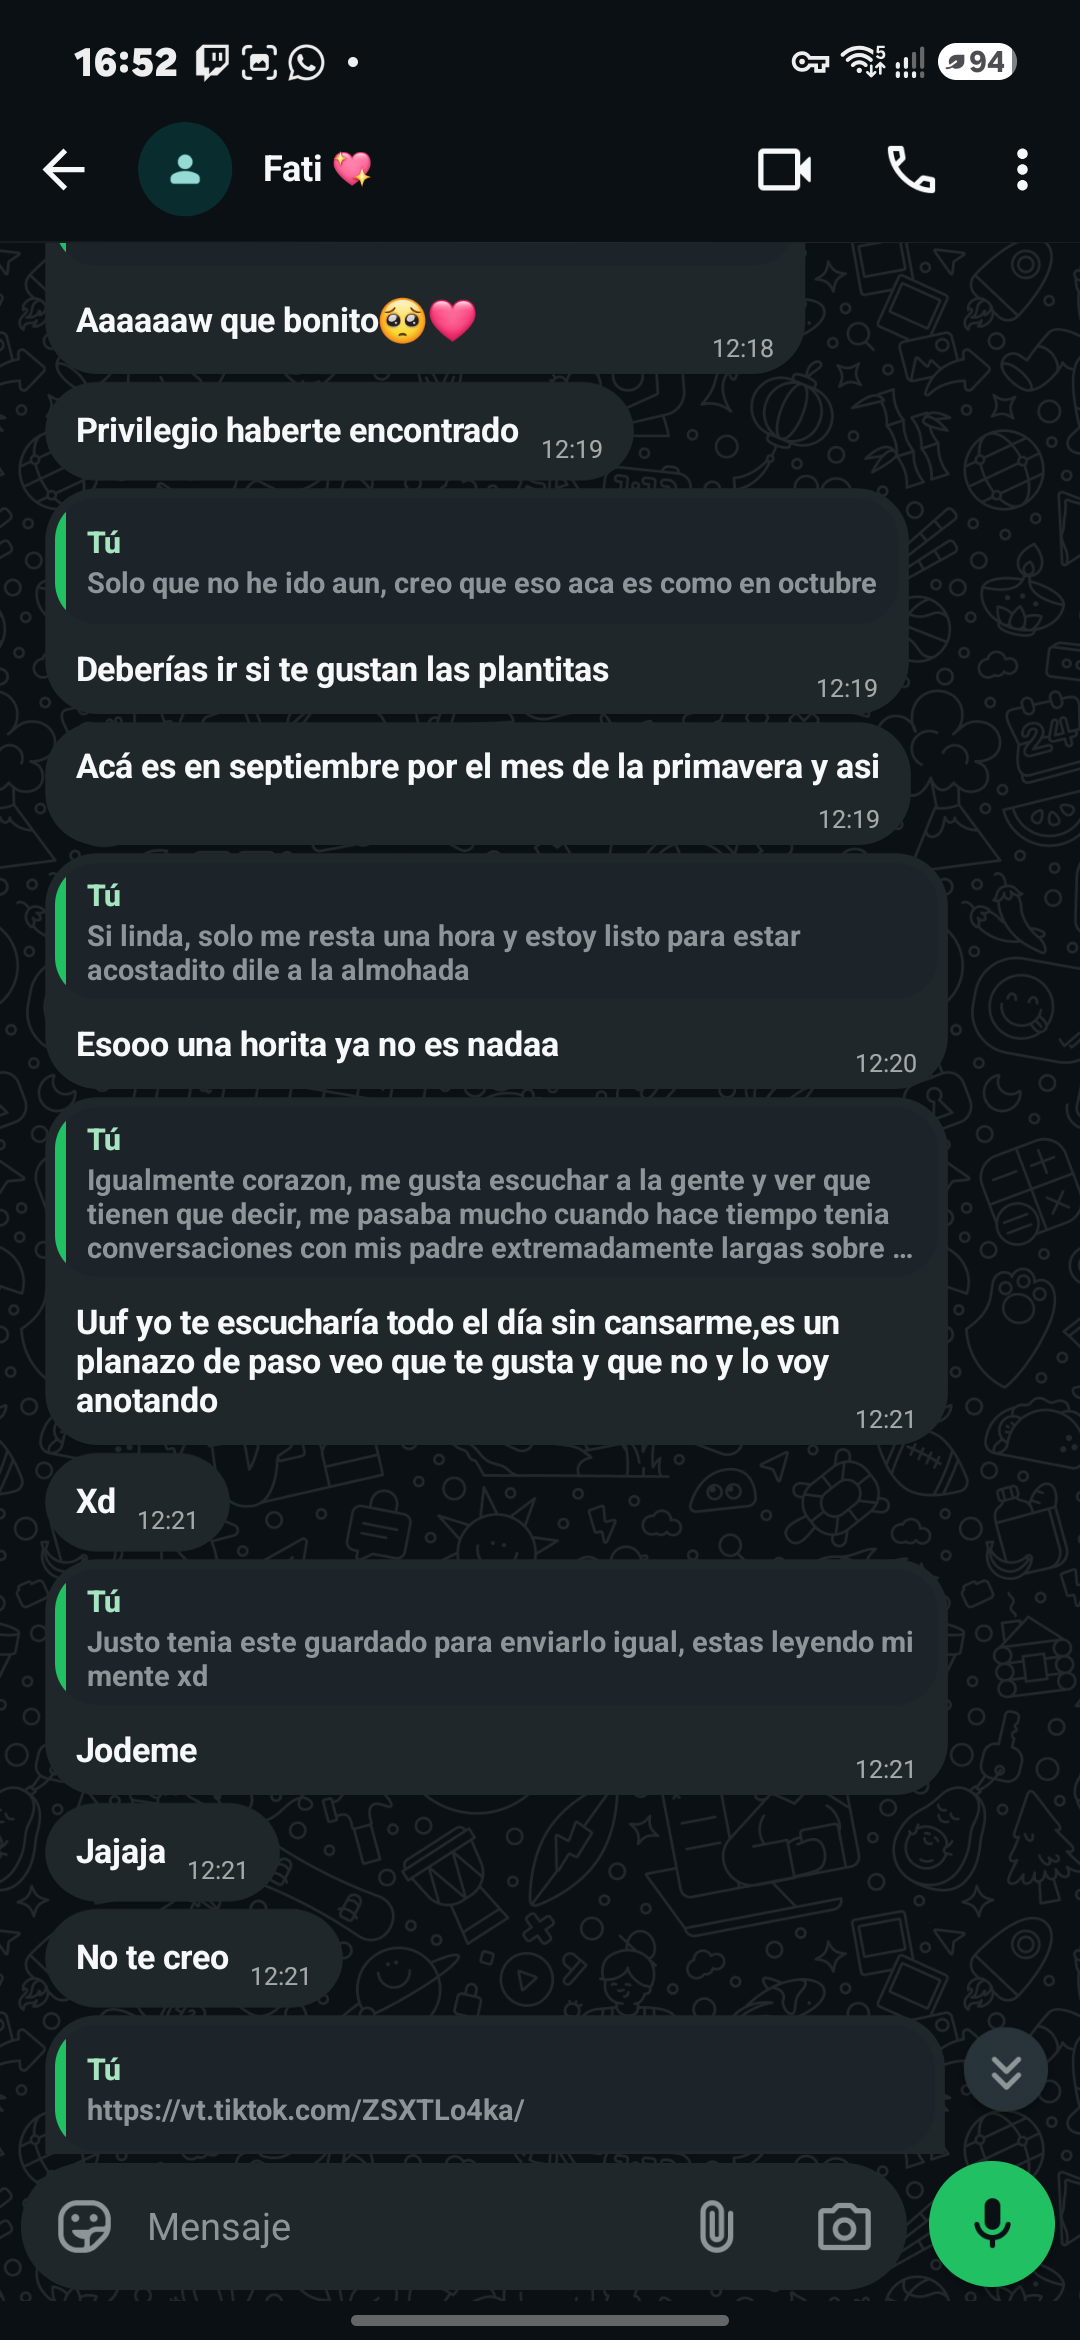 16:52
5
94
Fati 💖
Aaaaaaw que bonito🥺❤️
12:18
Privilegio haberte encontrado
12:19
Tú
Solo que no he ido aun, creo que eso aca es como en octubre
Deberías ir si te gustan las plantitas
12:19
Acá es en septiembre por el mes de la primavera y asi
12:19
Tú
Si linda, solo me resta una hora y estoy listo para estar
acostadito dile a la almohada
Esooo una horita ya no es nadaa
12:20
Tú
Igualmente corazon, me gusta escuchar a la gente y ver que
tienen que decir, me pasaba mucho cuando hace tiempo tenia
conversaciones con mis padre extremadamente largas sobre ...
Uuf yo te escucharía todo el día sin cansarme,es un
planazo de paso veo que te gusta y que no y lo voy
anotando
12:21
Xd
12:21
Tú
Justo tenia este guardado para enviarlo igual, estas leyendo mi
mente xd
Jodeme
12:21
Jajaja
12:21
No te creo
12:21
Tú
https://vt.tiktok.com/ZSXTLo4ka/
Mensaje